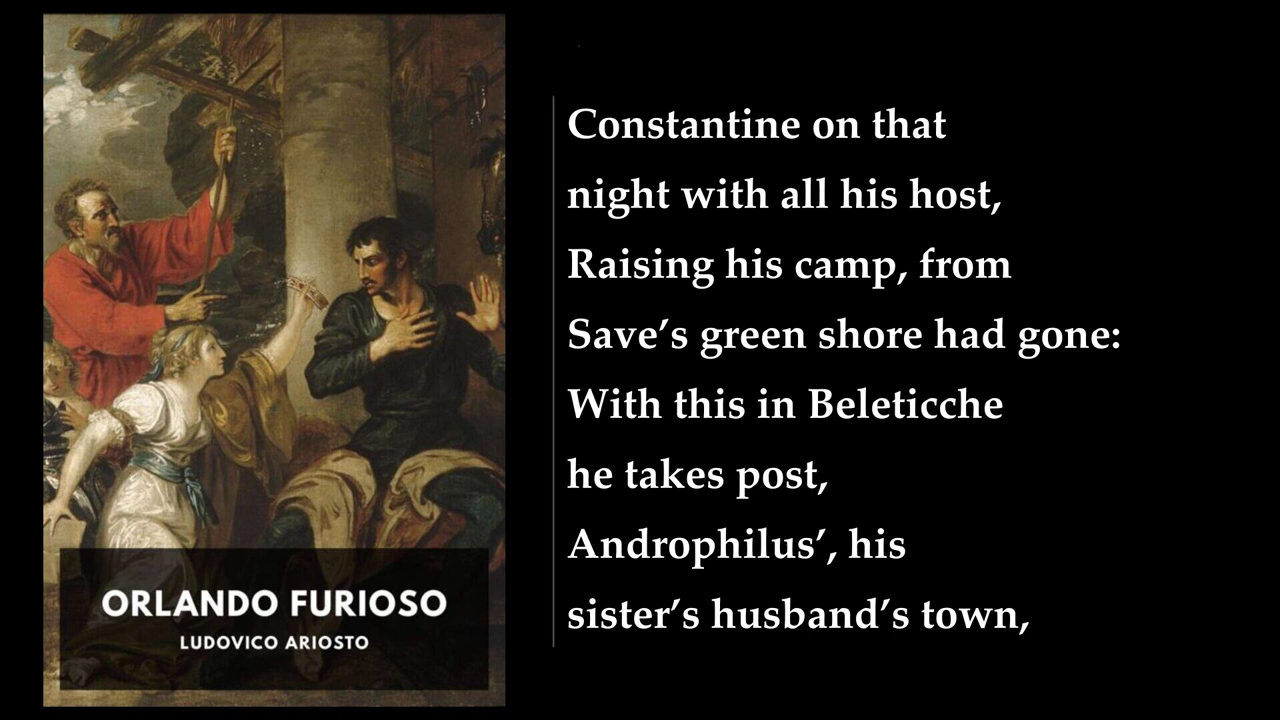 ORLANDO FURIOSO
LUDOVICO ARIOSTO
Constantine on that
night with all his host,
Raising his camp, from
Save’s green shore had gone:
With this in Beleticche
he takes post,
Androphilus’, his
sister’s husband’s town,